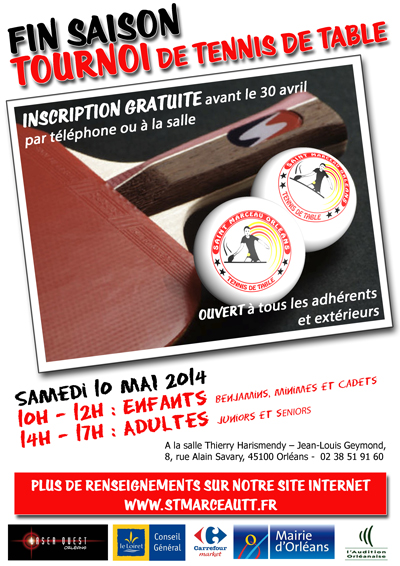 FIN SAISON
TOURNOI DE TENNIS DE TABLE
INSCRIPTION GRATUITE avant le 30 avril
par téléphone ou à la salle
SAINT MARCEAU ORLEANS
TENNIS DE TABLE
SAINT MARCEAU ORLEANS
TENNIS DE TABLE
OUVERT à tous les adhérents
et extérieurs
SAMEDI 10 MAI 2014
10H - 12H : ENFANTS BENJAMINS, MINIMES ET CADETS
14H - 17H : ADULTES JUNIORS ET SENIORS
A la salle Thierry Harismendy – Jean-Louis Geymond,
8, rue Alain Savary, 45100 Orléans - 02 38 51 91 60
PLUS DE RENSEIGNEMENTS SUR NOTRE SITE INTERNET
WWW.STMARCEAUTT.FR
LASER QUEST
ORLEANS
le Loiret
Conseil
Général
Carrefour
market
Mairie
d'Orléans
l'Audition
Orléanaise